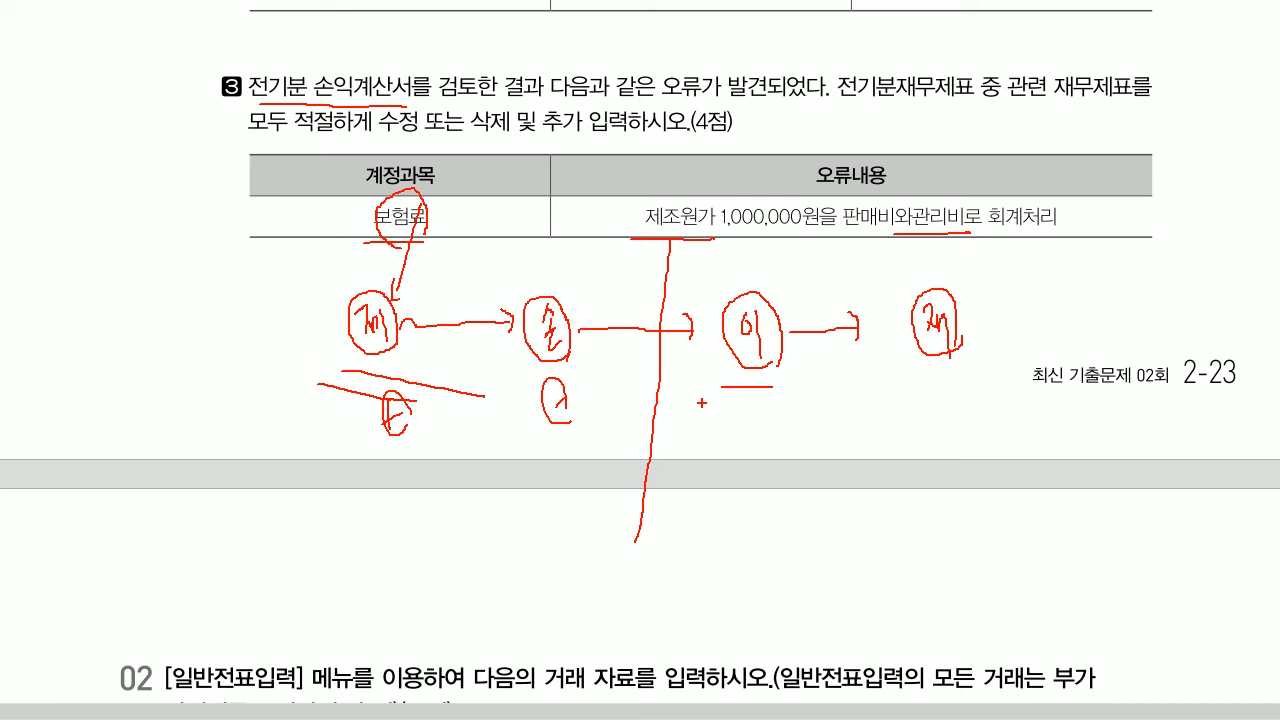 3 전기분 손익계산서를 검토한 결과 다음과 같은 오류가 발견되었다. 전기분재무제표 중 관련 재무제표를
모두 적절하게 수정 또는 삭제 및 추가 입력하시오.(4점)
계정과목 오류내용
보험료 제조원가 1,000,000원을 판매비와관리비로 회계처리
제 손 이 재
최신 기출문제 02회 2-23
02 [일반전표입력] 메뉴를 이용하여 다음의 거래 자료를 입력하시오.(일반전표입력의 모든 거래는 부가